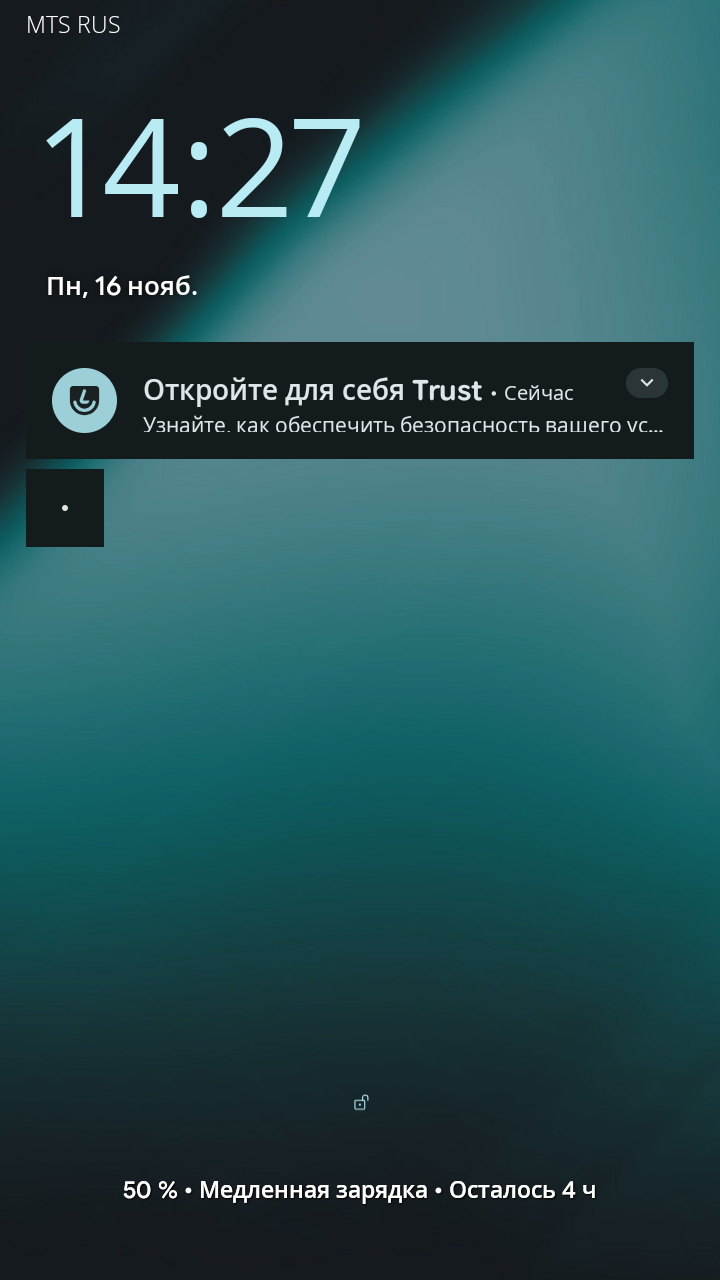 MTS RUS
14:27
Пн, 16 нояб.
Откройте для себя Trust • Сейчас
Узнайте, как обеспечить безопасность вашего ус...
50 % • Медленная зарядка • Осталось 4 ч